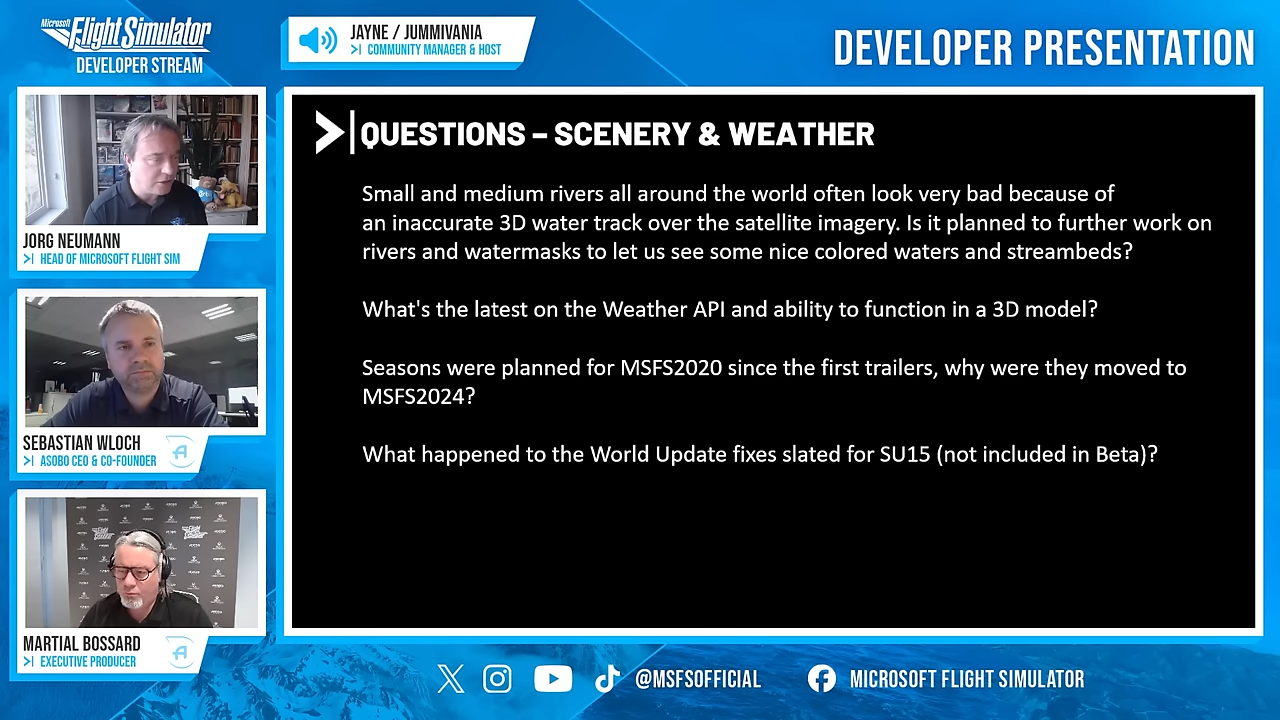 Microsoft
Flight Simulator
DEVELOPER STREAM
JAYNE / JUMMIVANIA
>| COMMUNITY MANAGER & HOST
DEVELOPER PRESENTATION
JORG NEUMANN
>| HEAD OF MICROSOFT FLIGHT SIM
SEBASTIAN WLOCH
>| ASOBO CEO & CO-FOUNDER
MARTIAL BOSSARD
>| EXECUTIVE PRODUCER
QUESTIONS – SCENERY & WEATHER
Small and medium rivers all around the world often look very bad because of
an inaccurate 3D water track over the satellite imagery. Is it planned to further work on
rivers and watermasks to let us see some nice colored waters and streambeds?
What's the latest on the Weather API and ability to function in a 3D model?
Seasons were planned for MSFS2020 since the first trailers, why were they moved to
MSFS2024?
What happened to the World Update fixes slated for SU15 (not included in Beta)?
@MSFSOFFICIAL
MICROSOFT FLIGHT SIMULATOR